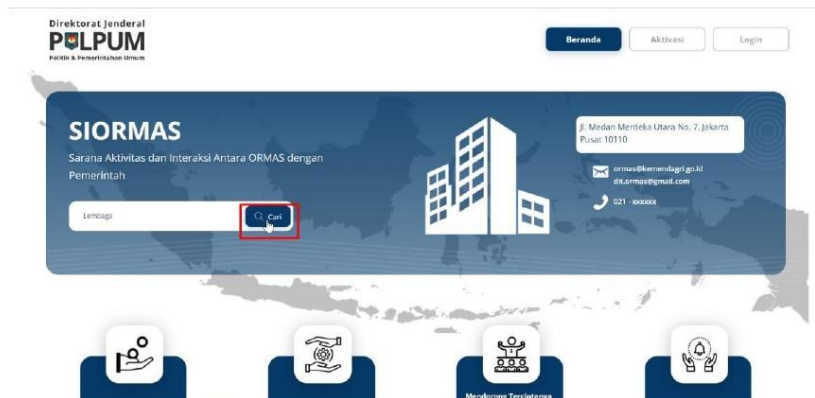 Direktorat Jenderal
POLPUM
Politik & Pemerintahan Umum
Beranda
Aktivasi
Login
SIORMAS
Sarana Aktivitas dan Interaksi Antara ORMAS dengan
Pemerintah
Lembaga
Cari
Jl. Medan Merdeka Utara No. 7, Jakarta
Pusat 10110
ormas@kemendagri.go.id
dit.ormas@gmail.com
021 - xxxxxx
Mendorong Terciptanya